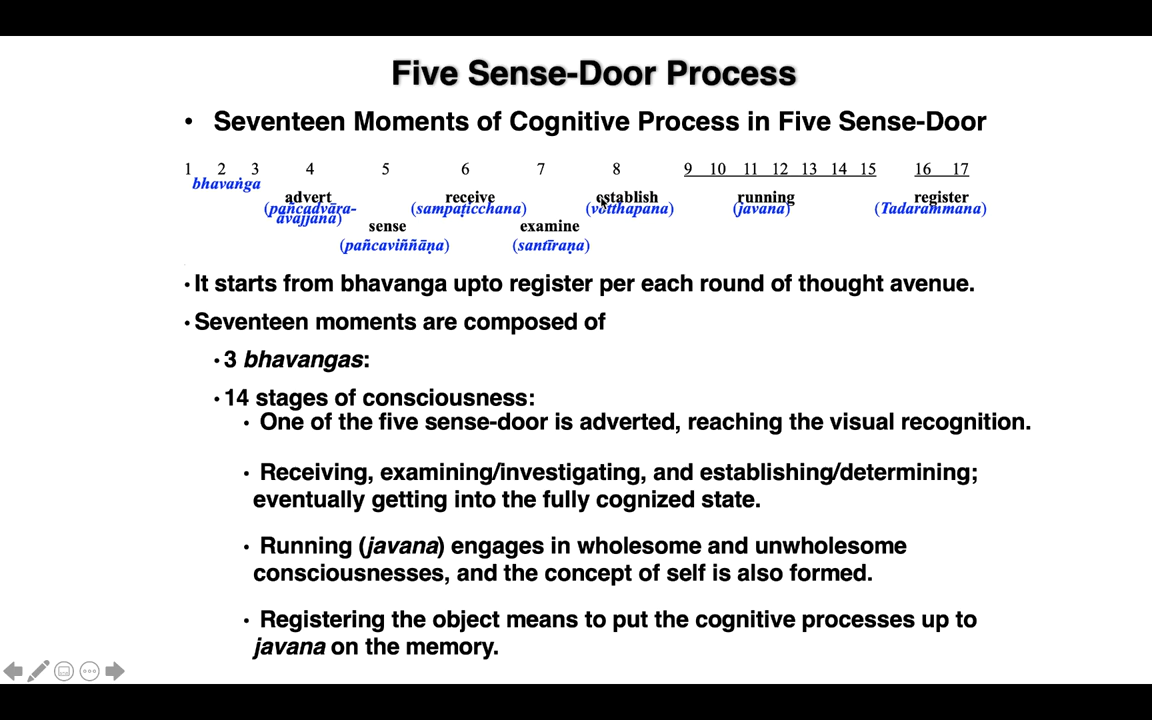 Five Sense-Door Process
• Seventeen Moments of Cognitive Process in Five Sense-Door
1 2 3 4 5 6 7 8 9 10 11 12 13 14 15 16 17
bhavaṅga
advert receive establish running register
(pañcadvāra- (sampaṭicchana) (votthapana) (javana) (Tadarammana)
āvajjana)
sense examine
(pañcaviññāṇa) (santīraṇa)
• It starts from bhavanga upto register per each round of thought avenue.
• Seventeen moments are composed of
• 3 bhavangas:
• 14 stages of consciousness:
• One of the five sense-door is adverted, reaching the visual recognition.
• Receiving, examining/investigating, and establishing/determining;
eventually getting into the fully cognized state.
• Running (javana) engages in wholesome and unwholesome
consciousnesses, and the concept of self is also formed.
• Registering the object means to put the cognitive processes up to
javana on the memory.